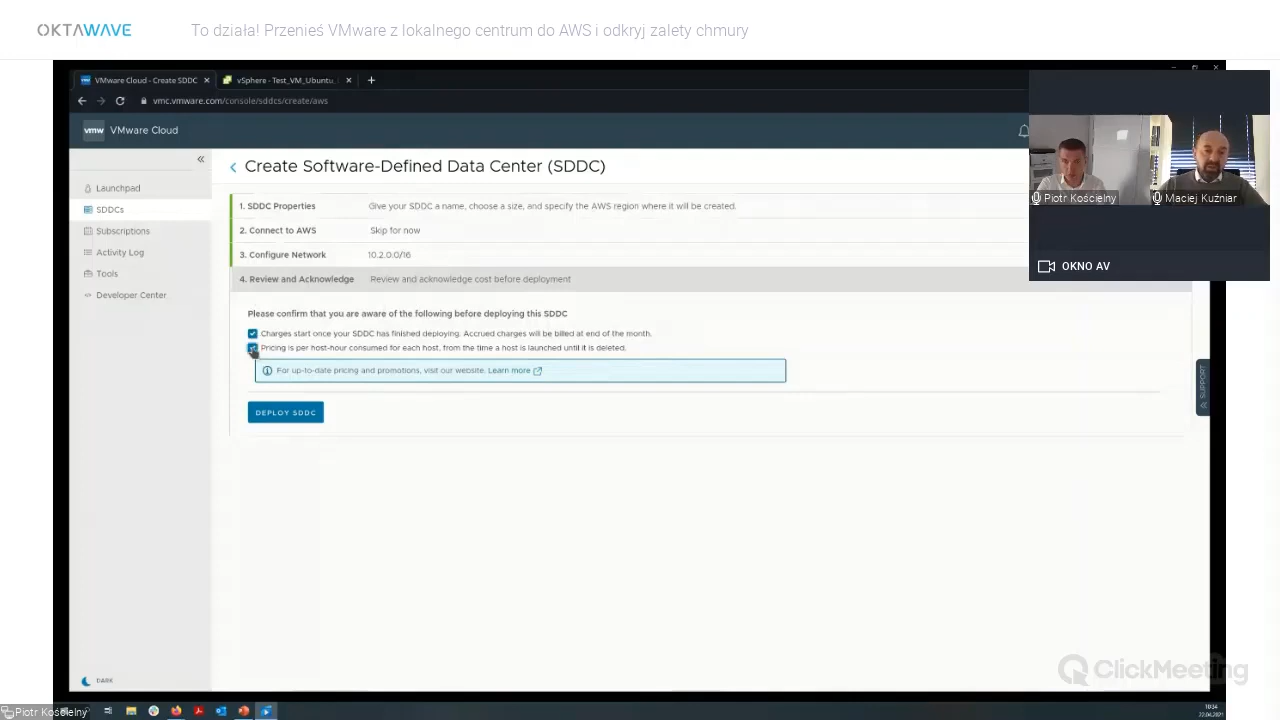 OKTAWAVE
To działa! Przenieś VMware z lokalnego centrum do AWS i odkryj zalety chmury
VMware Cloud - Create SDDC
vSphere - Test_VM_Ubuntu_
vmc.vmware.com/console/sddcs/create/aws
vmw VMware Cloud
Launchpad
SDDCs
Subscriptions
Activity Log
Tools
Developer Center
Create Software-Defined Data Center (SDDC)
1. SDDC Properties Give your SDDC a name, choose a size, and specify the AWS region where it will be created.
2. Connect to AWS Skip for now
3. Configure Network 10.2.0.0/16
4. Review and Acknowledge Review and acknowledge cost before deployment
Please confirm that you are aware of the following before deploying this SDDC
Charges start once your SDDC has finished deploying. Accrued charges will be billed at end of the month.
Pricing is per host-hour consumed for each host, from the time a host is launched until it is deleted.
For up-to-date pricing and promotions, visit our website. Learn more
DEPLOY SDDC
Piotr Kościelny
Maciej Kuźniar
OKNO AV
SUPPORT
DARK
ClickMeeting
Piotr Kościelny
10:34
22.04.2021